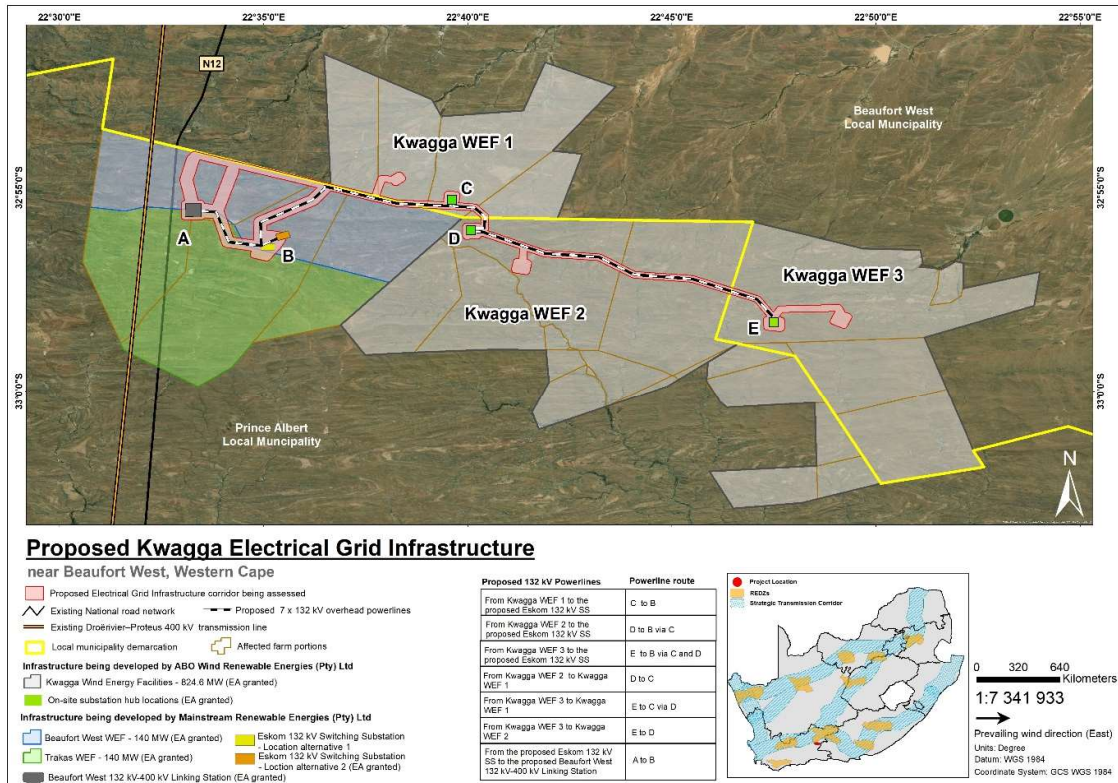 22°30'0"E 22°35'0"E 22°40'0"E 22°45'0"E 22°50'0"E 22°55'0"E
N12
Beaufort West
Local Muncipality
Kwagga WEF 1
32°55'0"S
32°55'0"S
C
A
B
D
Kwagga WEF 3
Kwagga WEF 2
E
33°0'0"S
33°0'0"S
Prince Albert
Local Muncipality
N
Proposed Kwagga Electrical Grid Infrastructure
near Beaufort West, Western Cape
Proposed Electrical Grid Infrastructure corridor being assessed
Existing National road network
Proposed 7 x 132 kV overhead powerlines
Existing Droërivier–Proteus 400 kV transmission line
Local municipality demarcation
Affected farm portions
Infrastructure being developed by ABO Wind Renewable Energies (Pty) Ltd
Kwagga Wind Energy Facilities - 824.6 MW (EA granted)
On-site substation hub locations (EA granted)
Infrastructure being developed by Mainstream Renewable Energies (Pty) Ltd
Beaufort West WEF - 140 MW (EA granted)
Eskom 132 kV Switching Substation
- Location alternative 1
Trakas WEF - 140 MW (EA granted)
Eskom 132 kV Switching Substation
- Loction alternative 2 (EA granted)
Beaufort West 132 kV-400 kV Linking Station (EA granted)
Proposed 132 kV Powerlines Powerline route
From Kwagga WEF 1 to the
proposed Eskom 132 kV SS
C to B
From Kwagga WEF 2 to the
proposed Eskom 132 kV SS
D to B via C
From Kwagga WEF 3 to the
proposed Eskom 132 kV SS
E to B via C and D
From Kwagga WEF 2 to Kwagga
WEF 1
D to C
From Kwagga WEF 3 to Kwagga
WEF 1
E to C via D
From Kwagga WEF 3 to Kwagga
WEF 2
E to D
From the proposed Eskom 132 kV
SS to the proposed Beaufort West
132 kV-400 kV Linking Station
A to B
Project Location
REDZs
Strategic Transmission Corridor
0 320 640
Kilometers
1:7 341 933
Prevailing wind direction (East)
Units: Degree
Datum: WGS 1984
Coordinate System: GCS WGS 1984